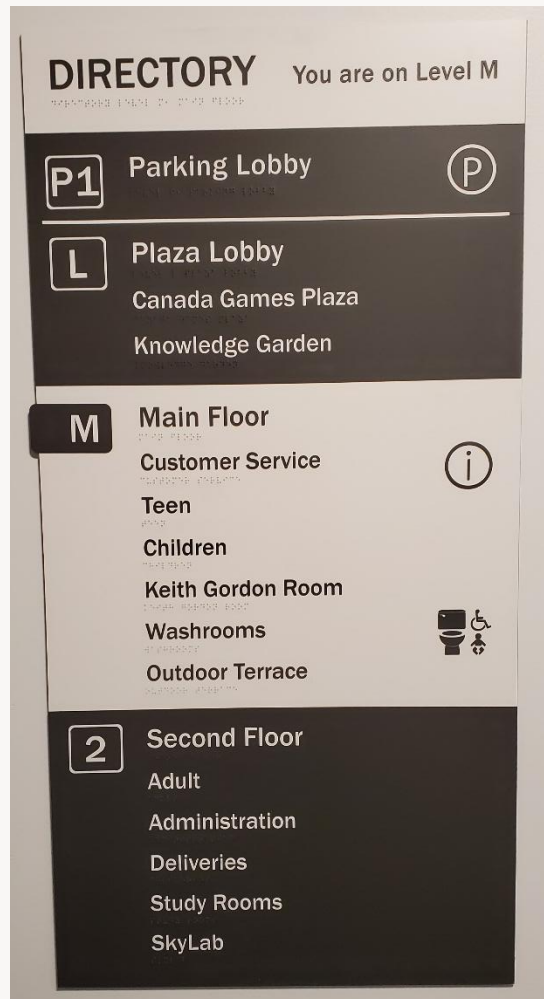 DIRECTORY You are on Level M
P1 Parking Lobby P
L Plaza Lobby
Canada Games Plaza
Knowledge Garden
M Main Floor
Customer Service i
Teen
Children
Keith Gordon Room
Washrooms
Outdoor Terrace
2 Second Floor
Adult
Administration
Deliveries
Study Rooms
SkyLab